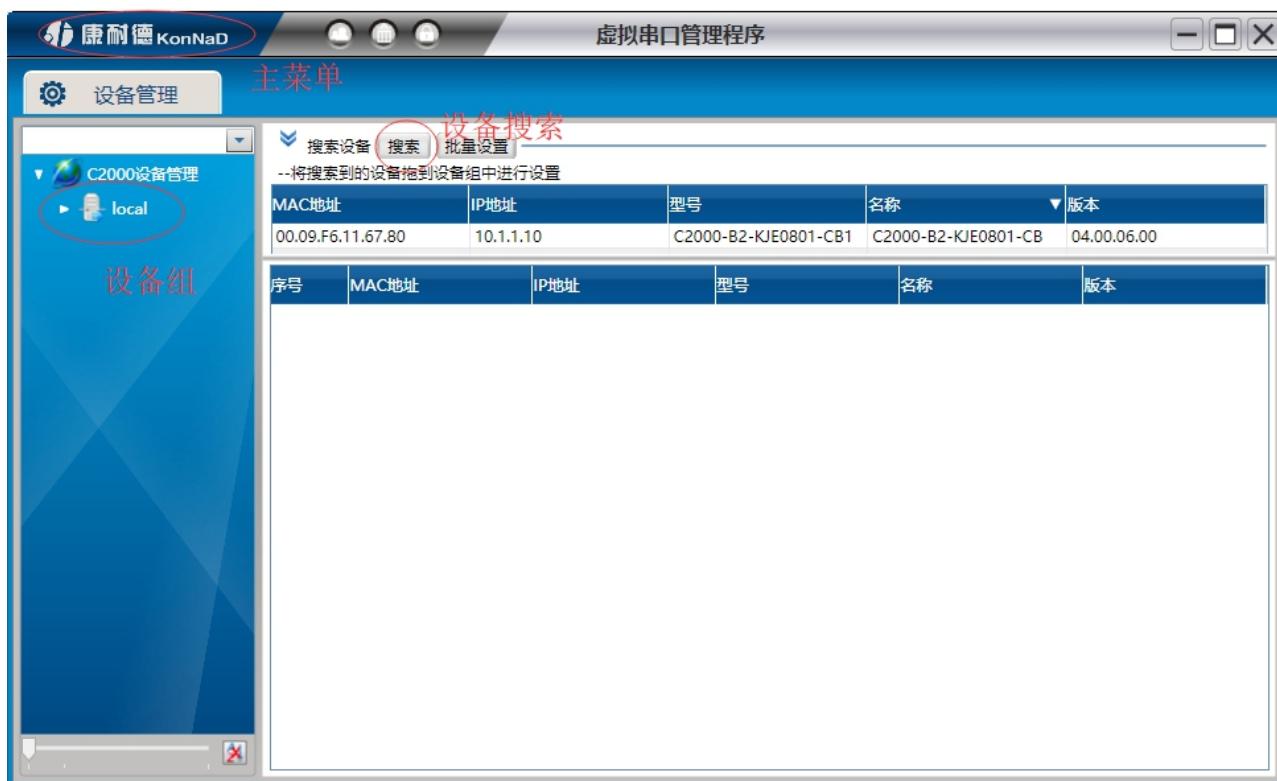 康耐德 KonNaD
虚拟串口管理程序
主菜单
设备管理
设备搜索
搜索设备 搜索 批量设置
--将搜索到的设备拖到设备组中进行设置
C2000设备管理
local
设备组
MAC地址 IP地址 型号 名称 版本
00.09.F6.11.67.80 10.1.1.10 C2000-B2-KJE0801-CB1 C2000-B2-KJE0801-CB 04.00.06.00
序号 MAC地址 IP地址 型号 名称 版本